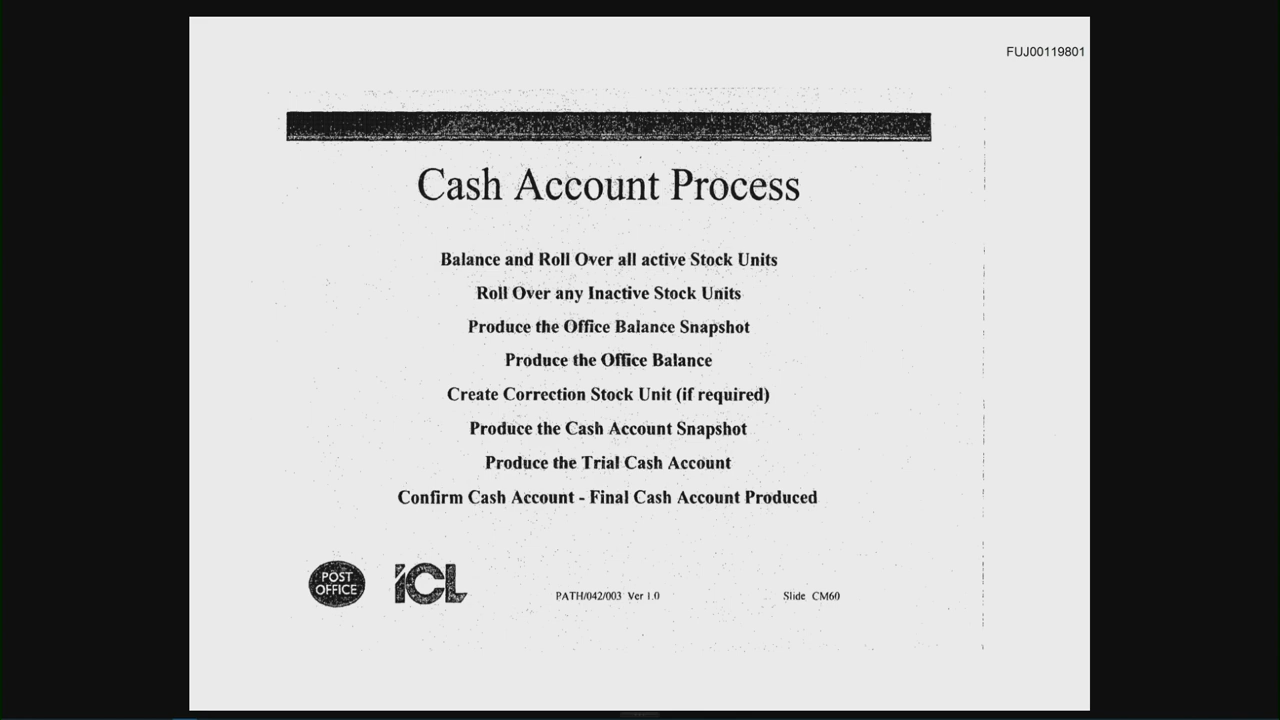 FUJ00119801
Cash Account Process
Balance and Roll Over all active Stock Units
Roll Over any Inactive Stock Units
Produce the Office Balance Snapshot
Produce the Office Balance
Create Correction Stock Unit (if required)
Produce the Cash Account Snapshot
Produce the Trial Cash Account
Confirm Cash Account - Final Cash Account Produced
POST
OFFICE
ICL
PATH/042/003 Ver 1.0
Slide CM60